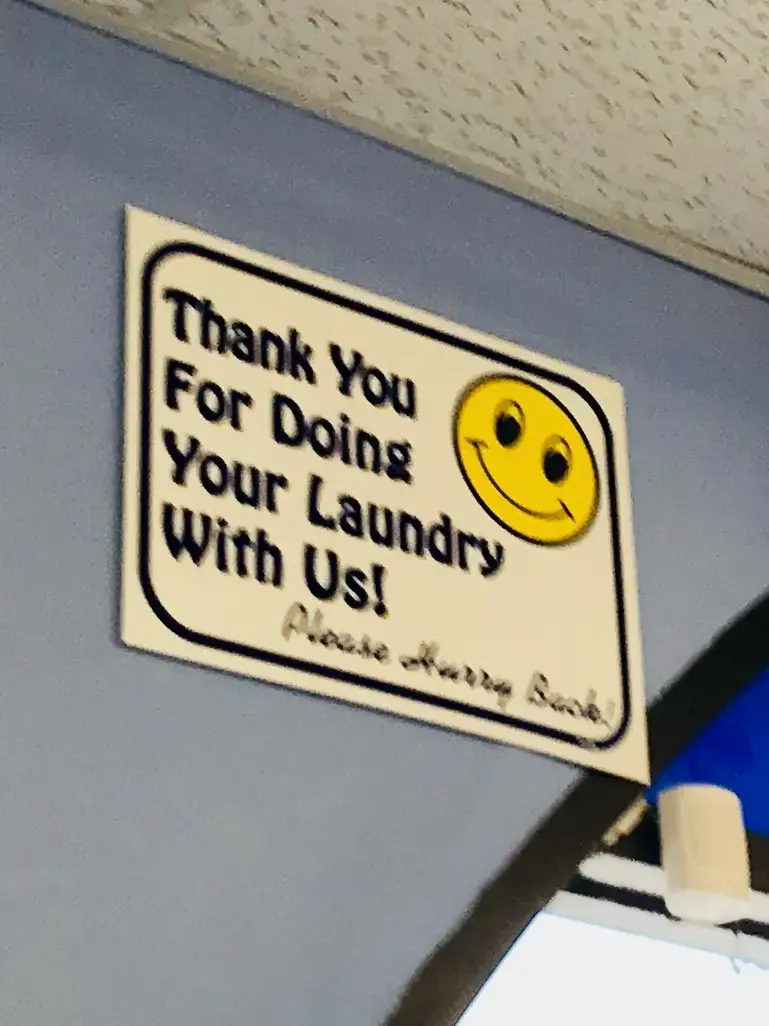 Thank You
For Doing
Your Laundry
With Us!
Please Hurry Back!